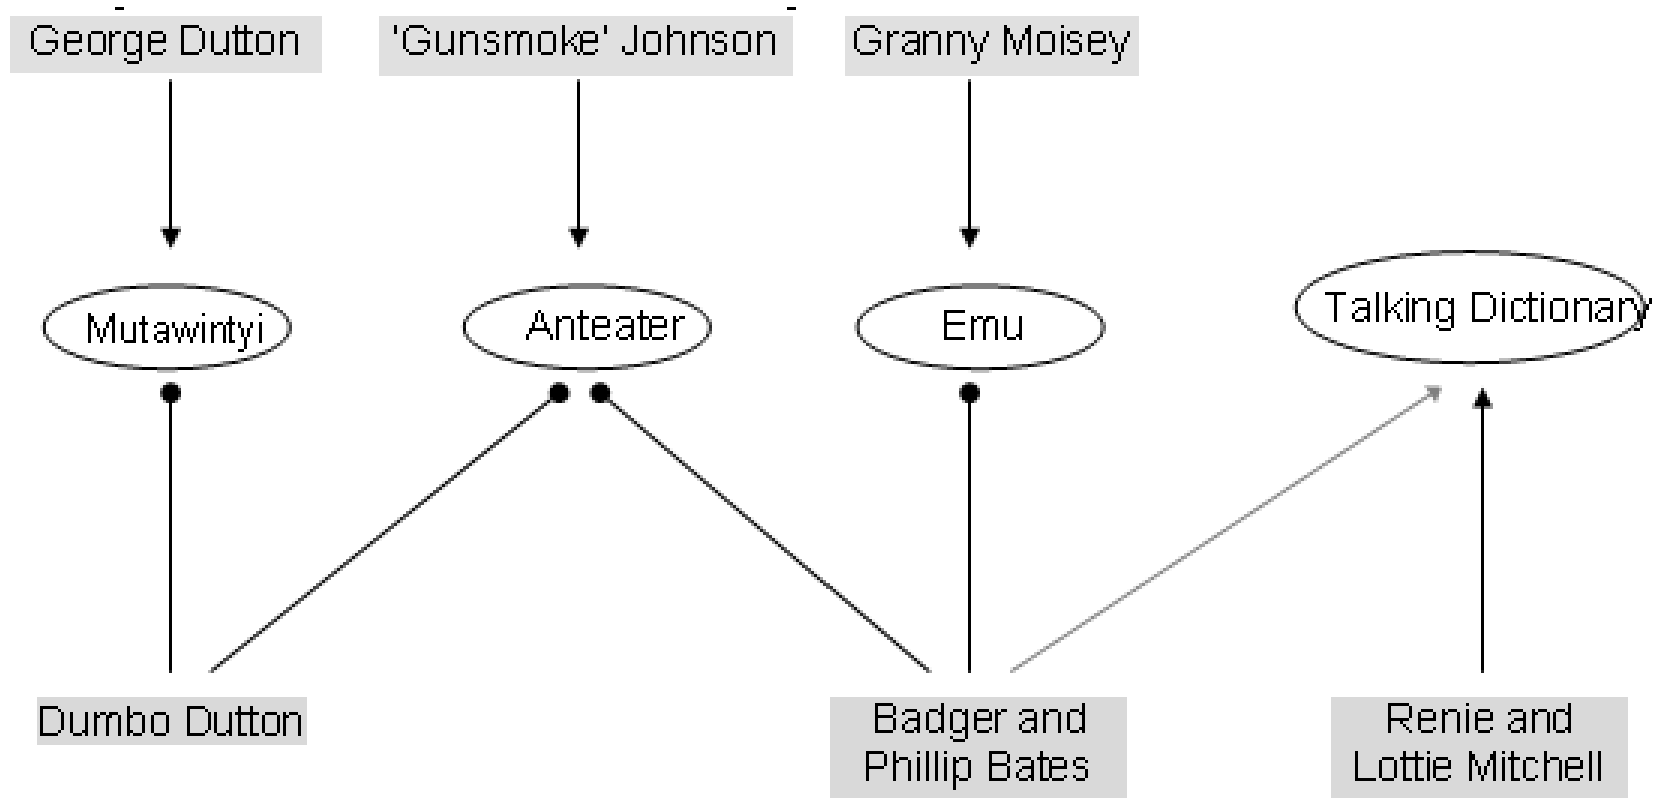 George Dutton
'Gunsmoke' Johnson
Granny Moisey
Mutawintyi
Anteater
Emu
Talking Dictionary
Dumbo Dutton
Badger and
Phillip Bates
Renie and
Lottie Mitchell